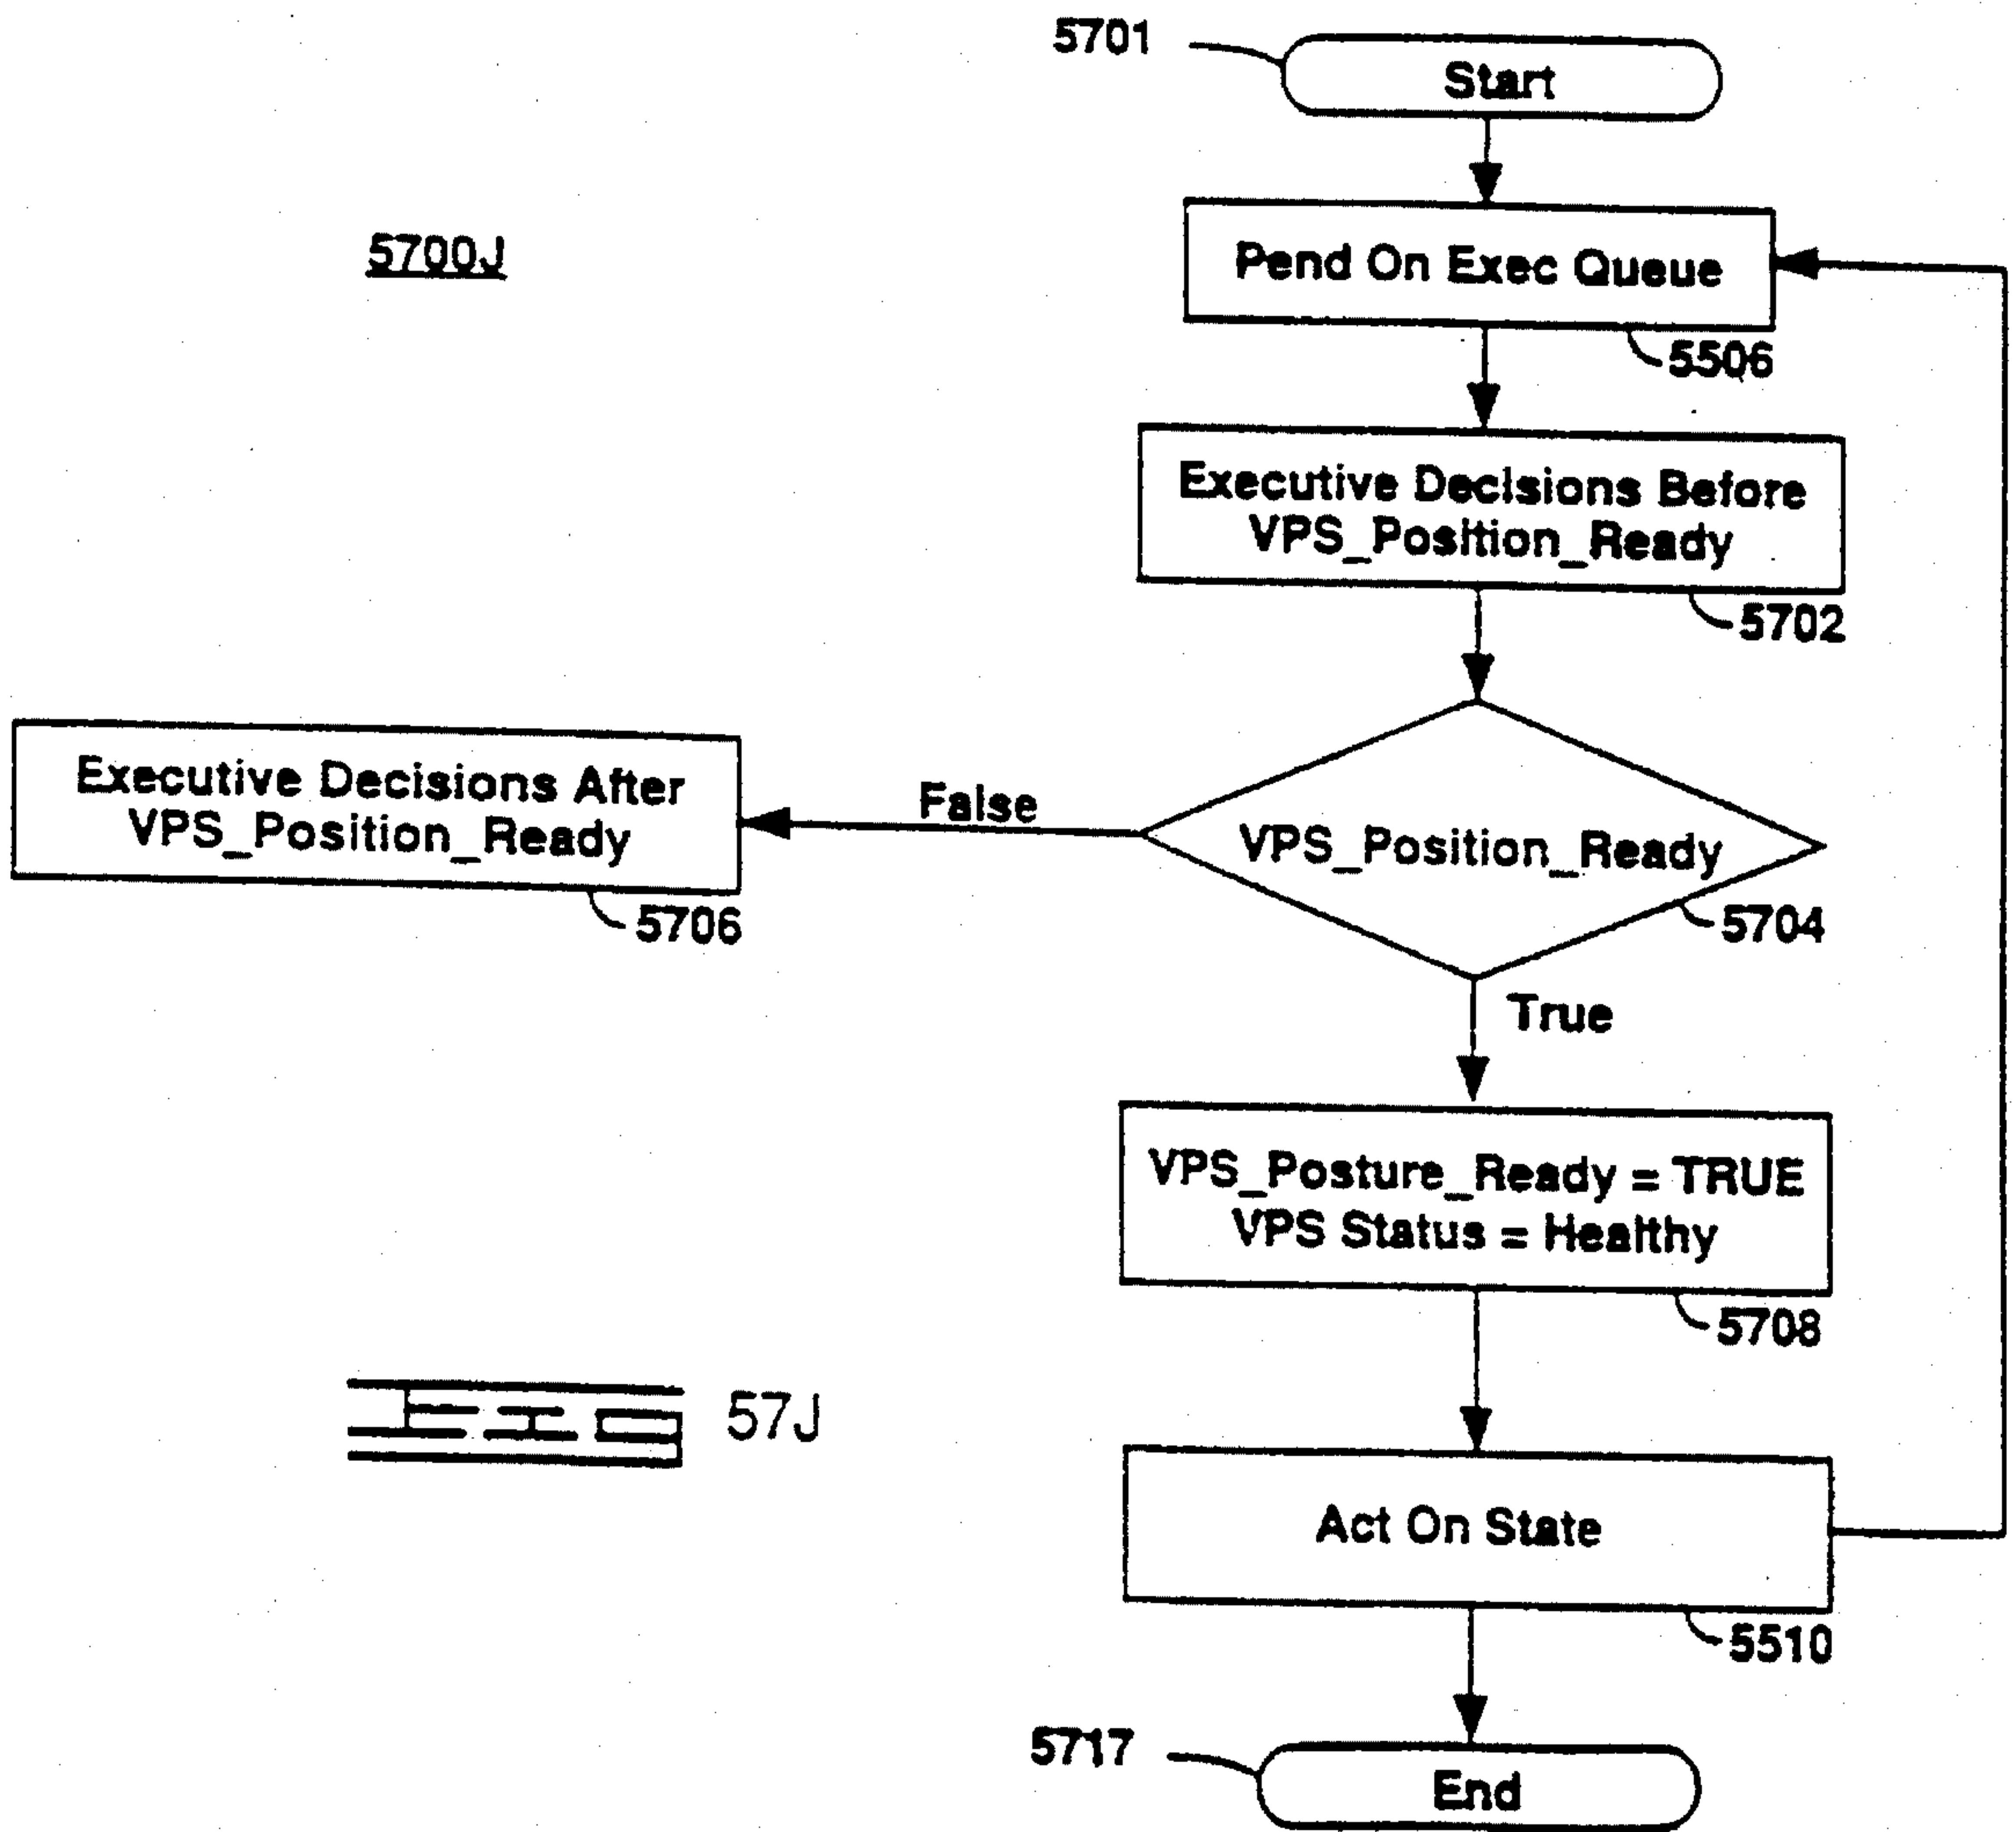 5701
Start
5700J
Pend On Exec Queue
5506
Executive Decisions Before
VPS_Position_Ready
5702
Executive Decisions After
VPS_Position_Ready
5706
False
VPS_Position_Ready
5704
True
VPS_Posture_Ready = TRUE
VPS Status = Healthy
5708
FIG 57J
Act On State
5510
5717
End